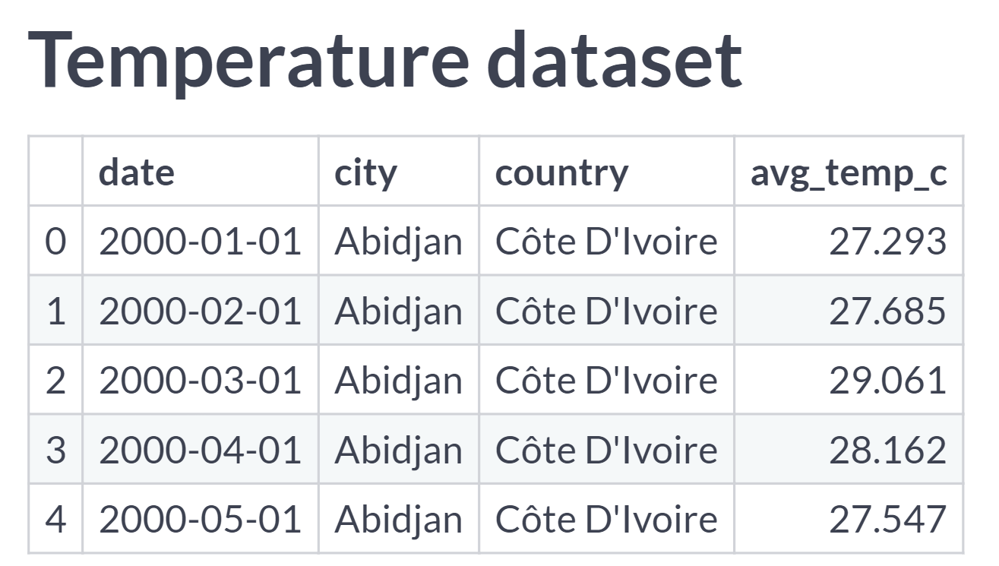 Temperature dataset
date city country avg_temp_c
0 2000-01-01 Abidjan Côte D'Ivoire 27.293
1 2000-02-01 Abidjan Côte D'Ivoire 27.685
2 2000-03-01 Abidjan Côte D'Ivoire 29.061
3 2000-04-01 Abidjan Côte D'Ivoire 28.162
4 2000-05-01 Abidjan Côte D'Ivoire 27.547